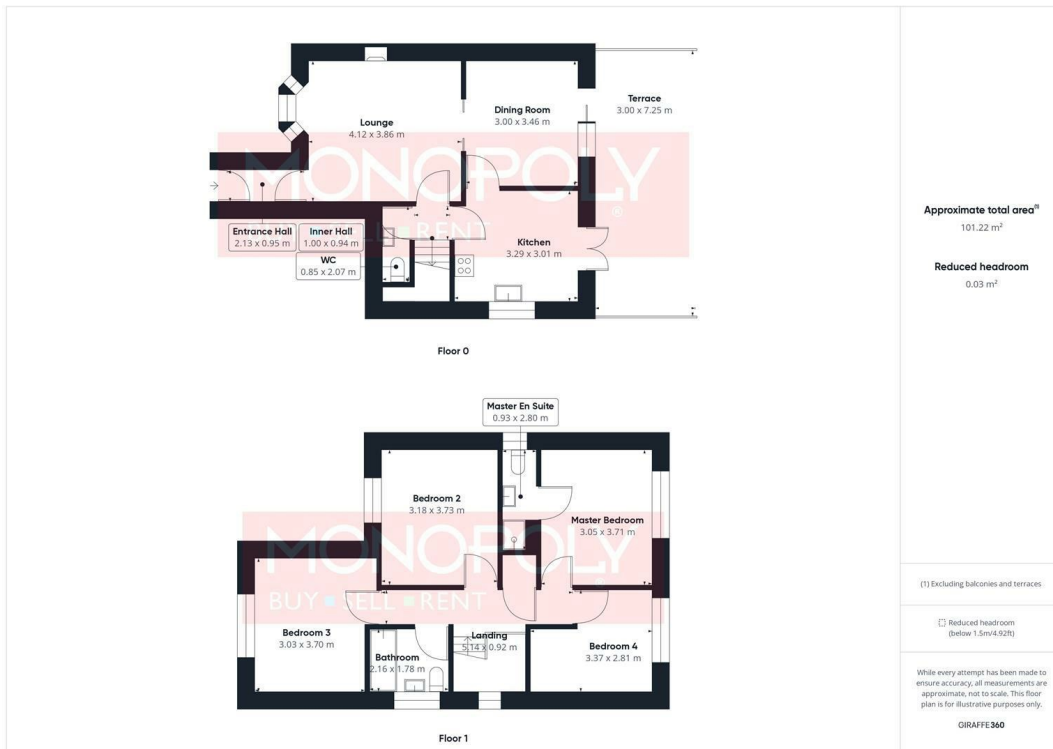 Lounge
4.12 x 3.86 m
Dining Room
3.00 x 3.46 m
Terrace
3.00 x 7.25 m
MONOPOLY
®
SELL RENT
Entrance Hall
2.13 x 0.95 m
Inner Hall
1.00 x 0.94 m
WC
0.85 x 2.07 m
Kitchen
3.29 x 3.01 m
Floor 0
Approximate total area(1)
101.22 m²
Reduced headroom
0.03 m²
Master En Suite
0.93 x 2.80 m
Bedroom 2
3.18 x 3.73 m
Master Bedroom
3.05 x 3.71 m
MONOPOLY
®
BUY SELL RENT
Bedroom 3
3.03 x 3.70 m
Bathroom
2.16 x 1.78 m
Landing
5.14 x 0.92 m
Bedroom 4
3.37 x 2.81 m
Floor 1
(1) Excluding balconies and terraces
Reduced headroom
(below 1.5m/4.92ft)
While every attempt has been made to
ensure accuracy, all measurements are
approximate, not to scale. This floor
plan is for illustrative purposes only.
GIRAFFE360